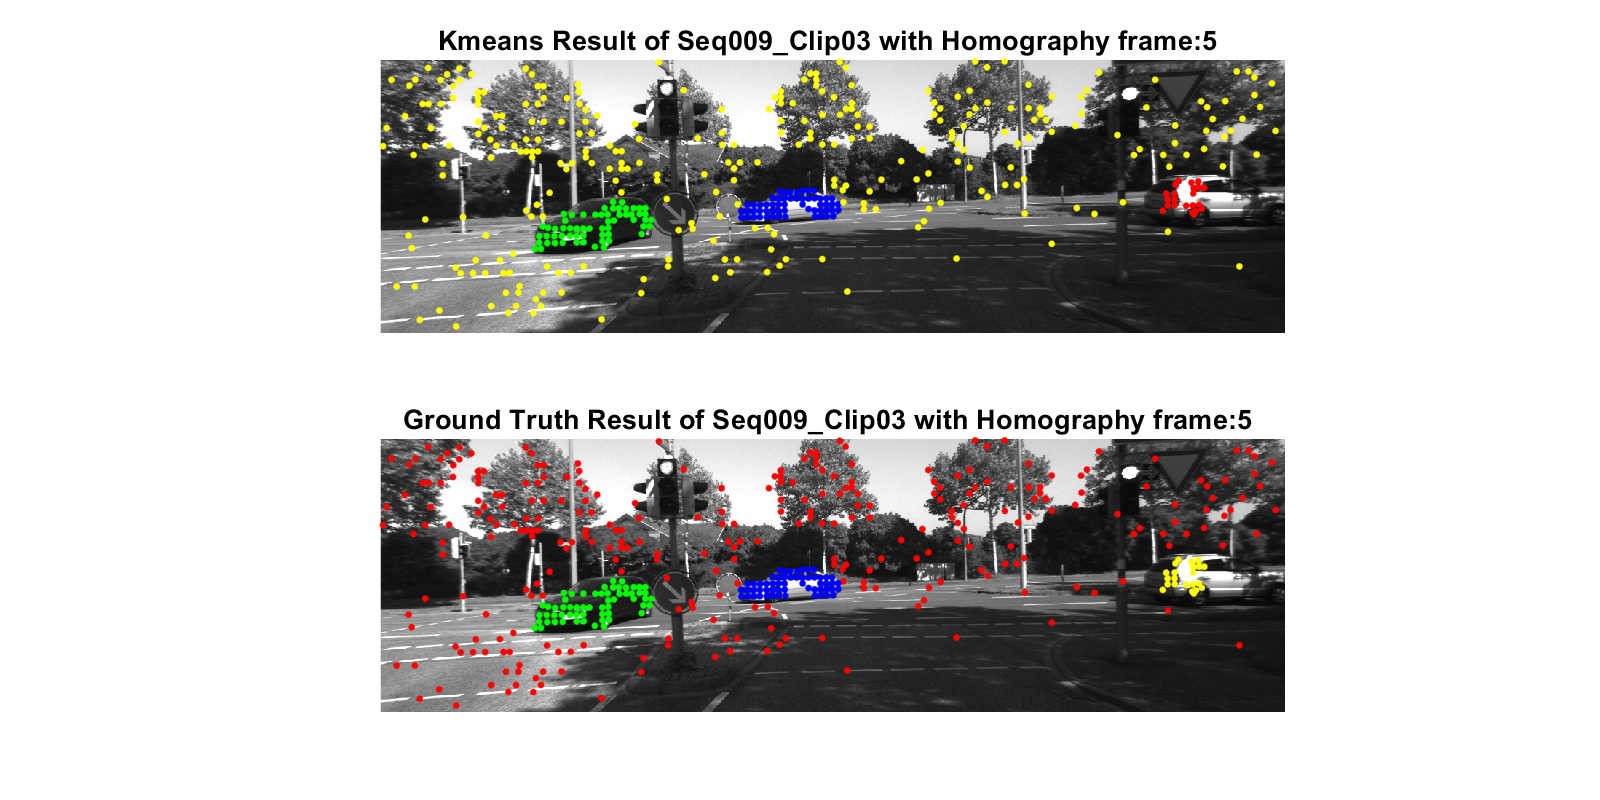 Kmeans Result of Seq009_Clip03 with Homography frame:5
Ground Truth Result of Seq009_Clip03 with Homography frame:5